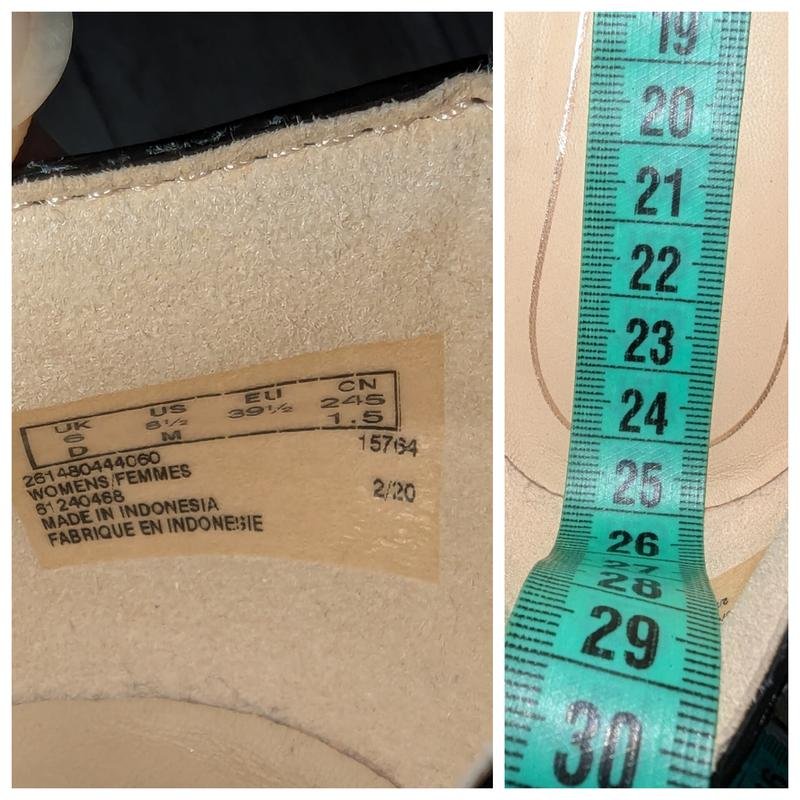 UK US EU CN
6 8½ 39½ 245
D M 1.5
15764
261480444060
WOMENS/FEMMES
61240468 2/20
MADE IN INDONESIA
FABRIQUE EN INDONESIE
19
20
21
22
23
24
25
26
27
28
29
30